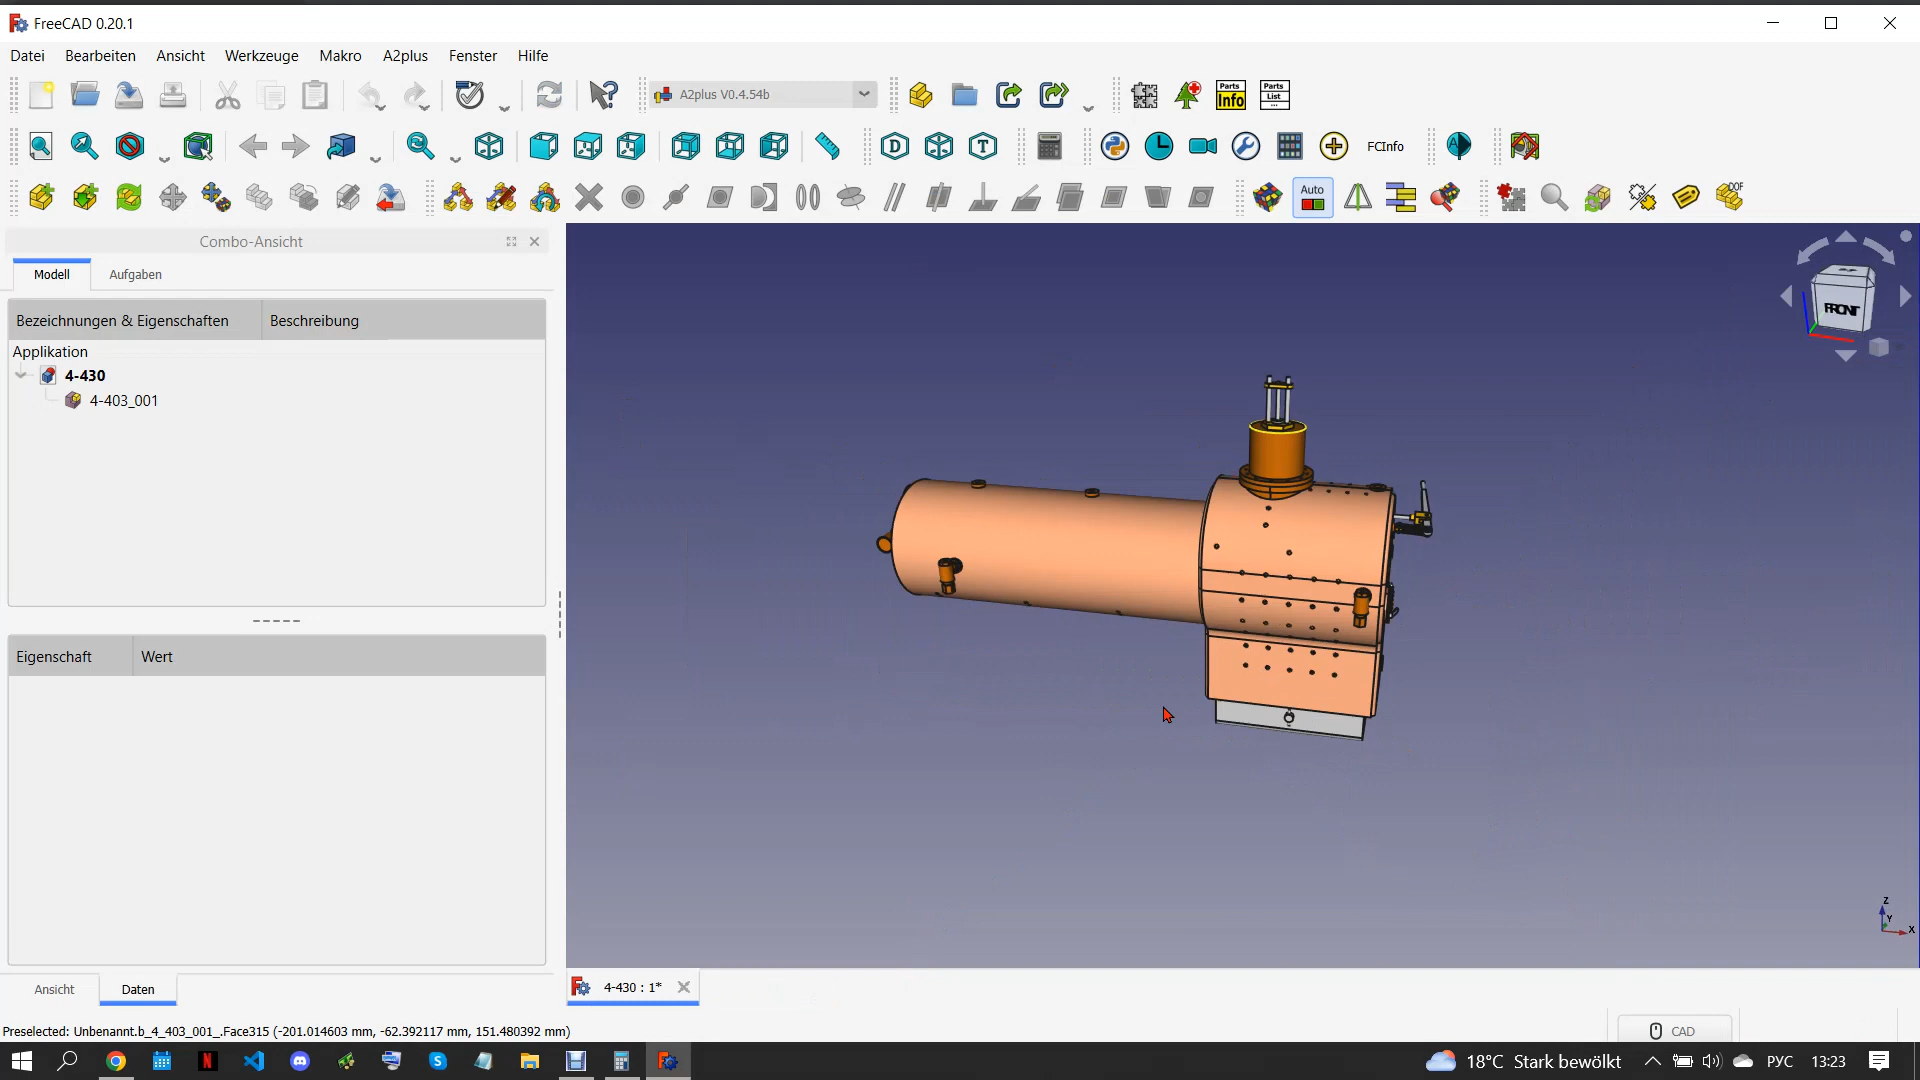 FreeCAD 0.20.1
Datei Bearbeiten Ansicht Werkzeuge Makro A2plus Fenster Hilfe
A2plus V0.4.54b
Parts Info
Parts List
D
T
FCInfo
Auto
DOF
Combo-Ansicht
Modell Aufgaben
Bezeichnungen & Eigenschaften Beschreibung
Applikation
4-430
4-403_001
Eigenschaft Wert
FRONT
Z
Y
X
Ansicht Daten
4-430 : 1*
Preselected: Unbenannt.b_4_403_001_.Face315 (-201.014603 mm, -62.392117 mm, 151.480392 mm)
CAD
18°C Stark bewölkt
РУС
13:23